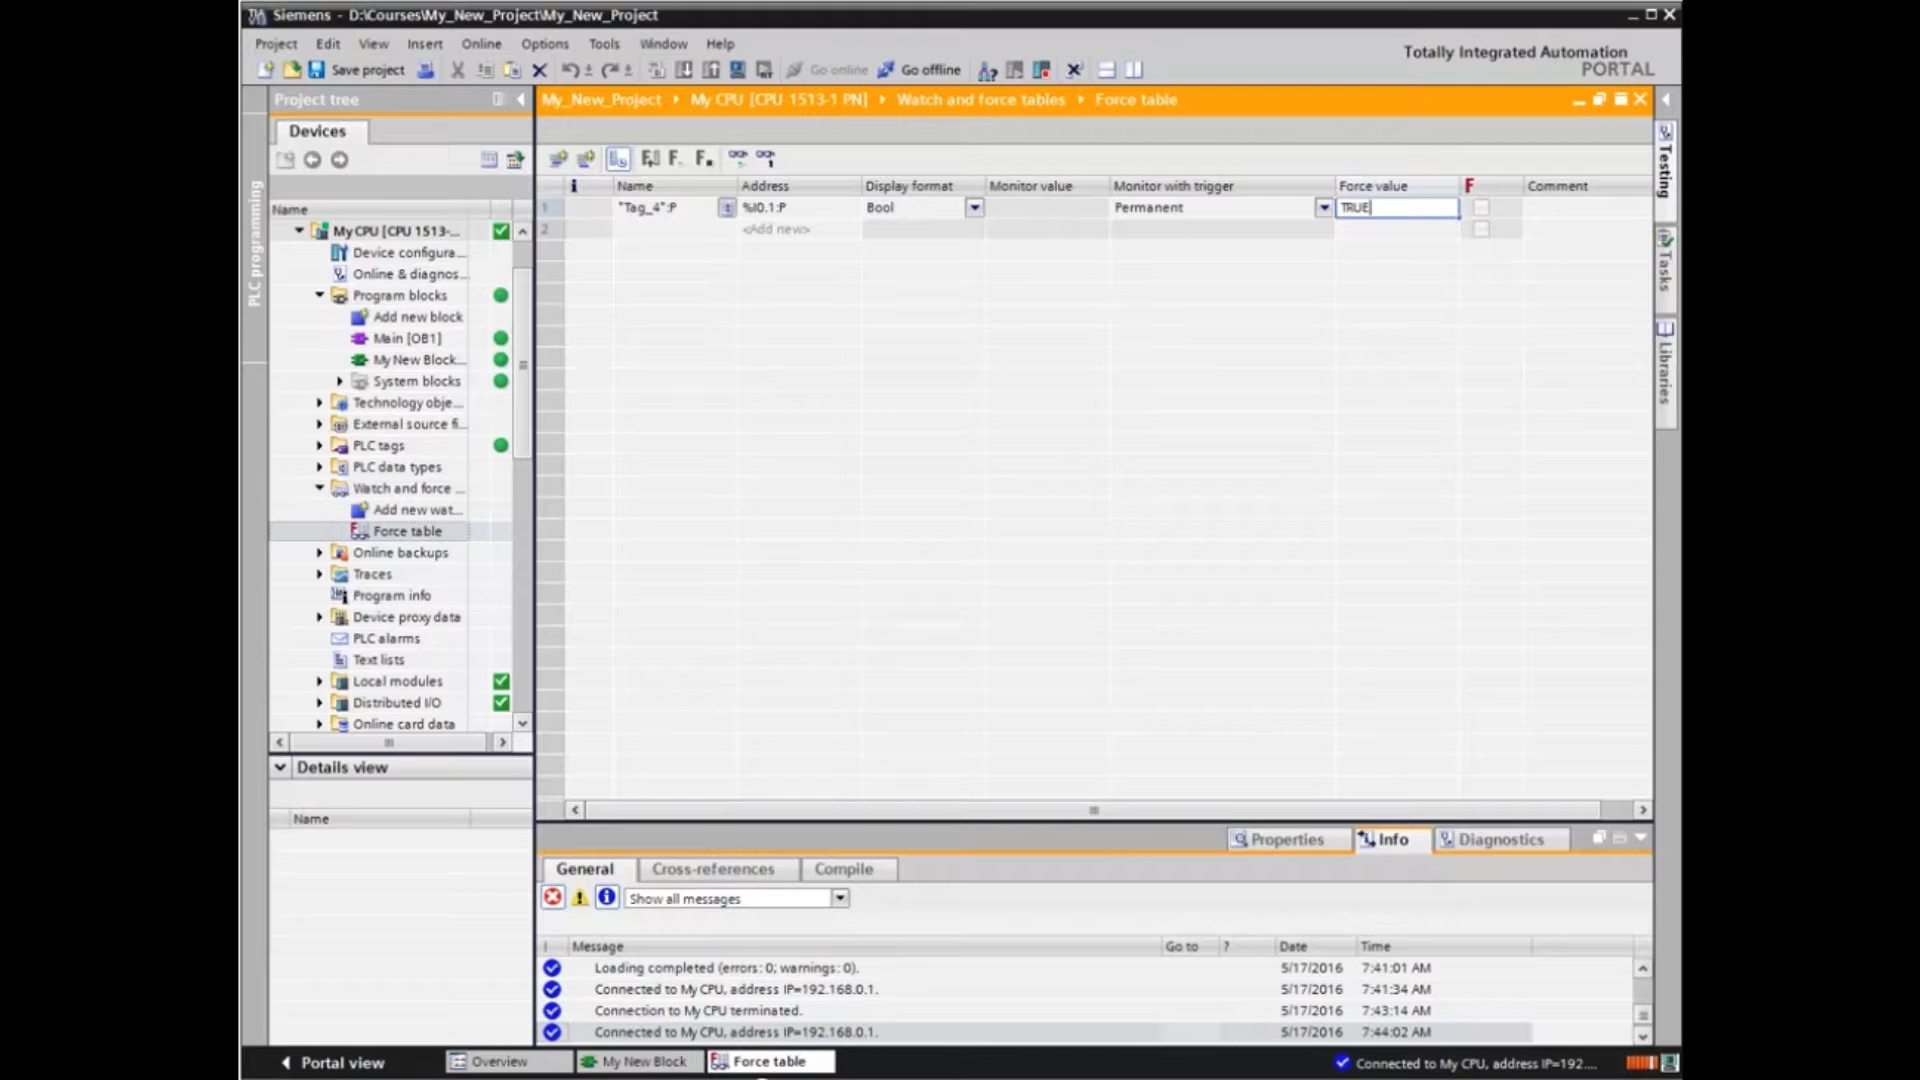 Siemens - D:\Courses\My_New_Project\My_New_Project
Project Edit View Insert Online Options Tools Window Help
Totally Integrated Automation
PORTAL
Save project Go online Go offline
Project tree
My_New_Project My CPU [CPU 1513-1 PN] Watch and force tables Force table
Devices
PLC programming
Testing
Tasks
Libraries
Name
My CPU [CPU 1513-...
Device configura...
Online & diagnos...
Program blocks
Add new block
Main [OB1]
My New Block...
System blocks
Technology obje...
External source fi...
PLC tags
PLC data types
Watch and force ...
Add new wat...
Force table
Online backups
Traces
Program info
Device proxy data
PLC alarms
Text lists
Local modules
Distributed I/O
Online card data
i Name Address Display format Monitor value Monitor with trigger Force value F Comment
1 "Tag_4":P %I0.1:P Bool Permanent TRUE
2 <Add new>
Details view
Name
Properties Info Diagnostics
General Cross-references Compile
Show all messages
! Message Go to ? Date Time
Loading completed (errors: 0; warnings: 0). 5/17/2016 7:41:01 AM
Connected to My CPU, address IP=192.168.0.1. 5/17/2016 7:41:34 AM
Connection to My CPU terminated. 5/17/2016 7:43:14 AM
Connected to My CPU, address IP=192.168.0.1. 5/17/2016 7:44:02 AM
Portal view Overview My New Block Force table Connected to My CPU, address IP=192....